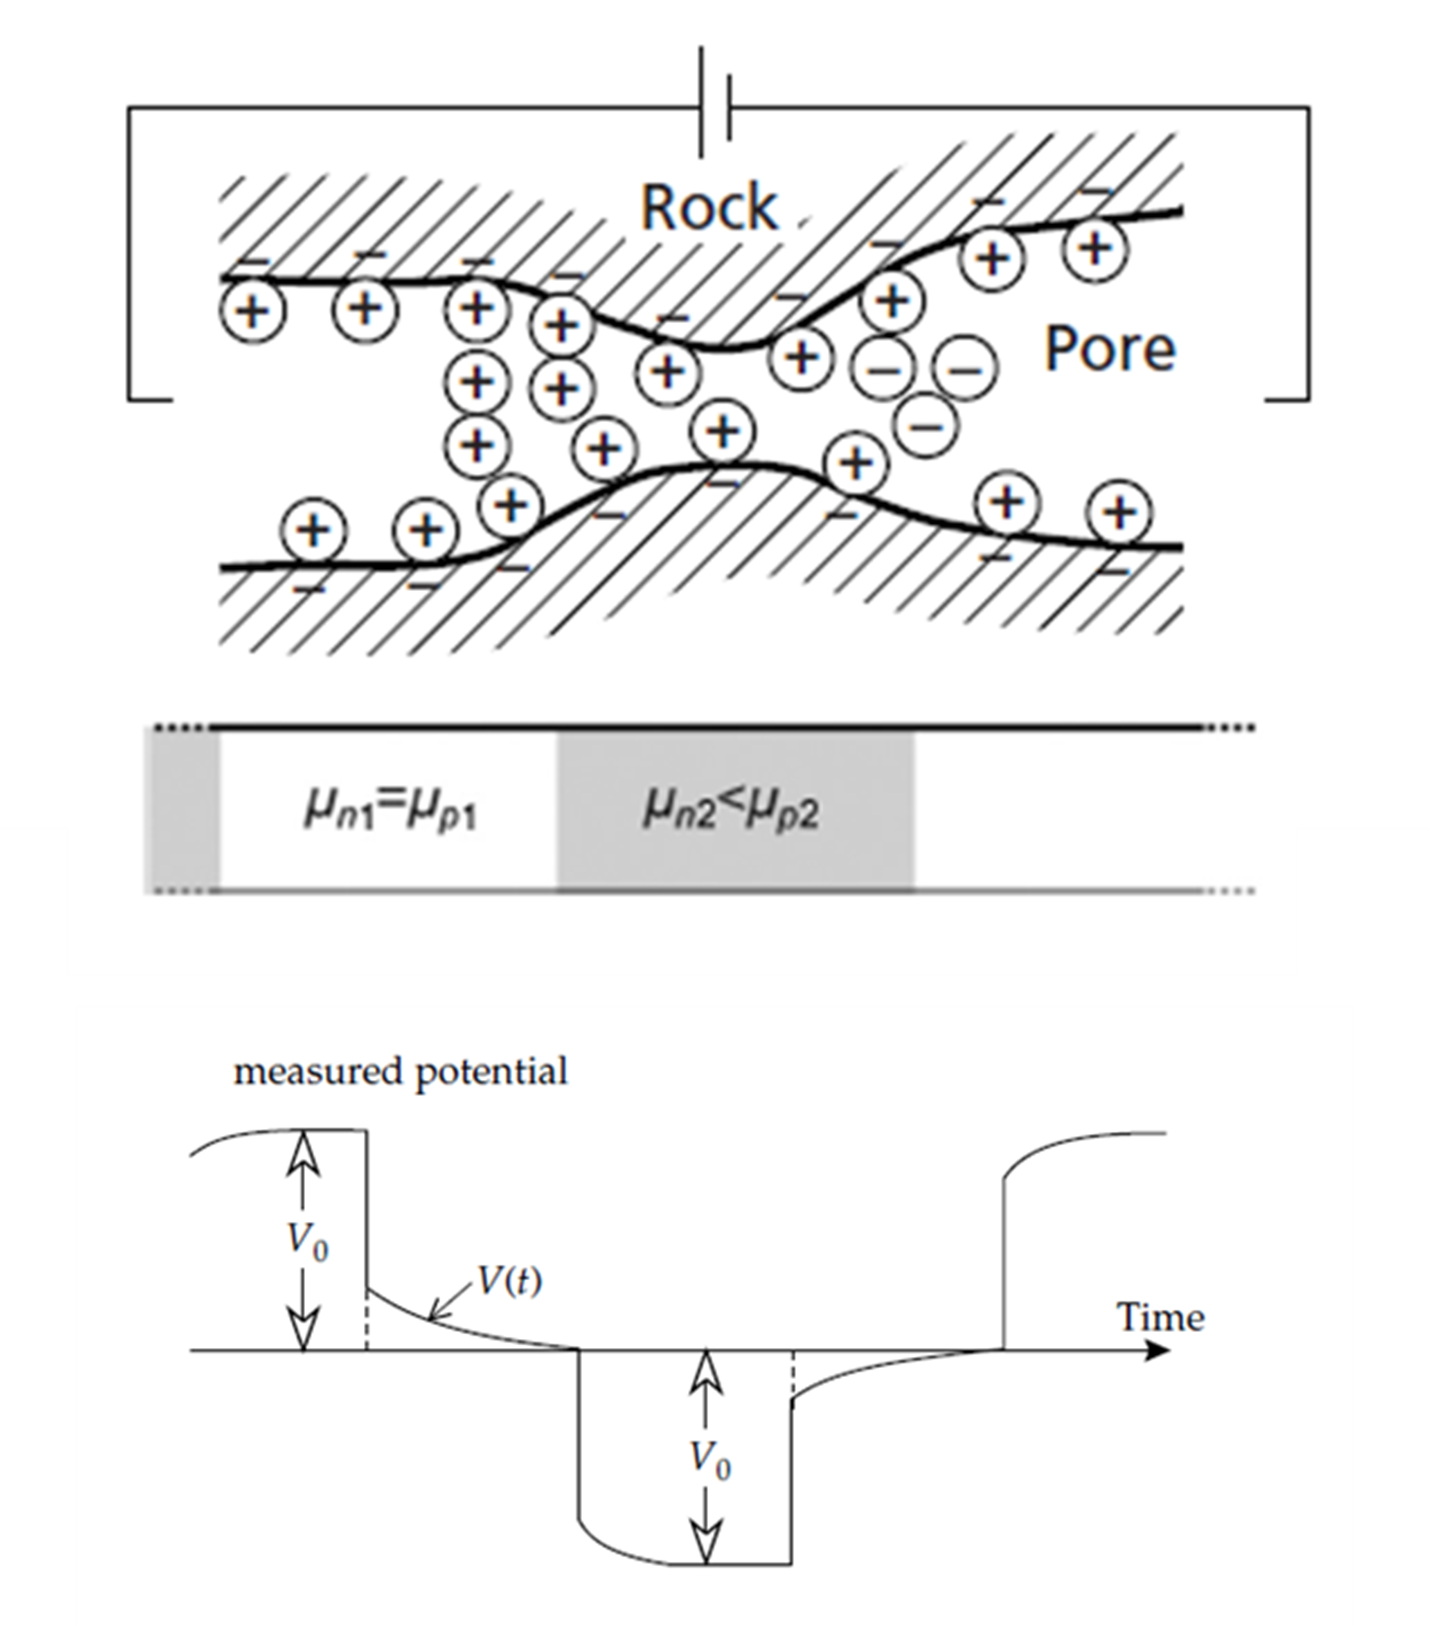 Rock
Pore
μn1=μp1
μn2<μp2
measured potential
V0
V(t)
Time
V0